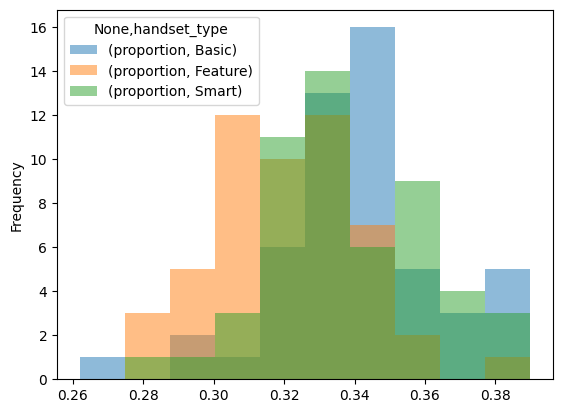 None,handset_type
(proportion, Basic)
(proportion, Feature)
(proportion, Smart)
Frequency
16
14
12
10
8
6
4
2
0
0.26 0.28 0.30 0.32 0.34 0.36 0.38